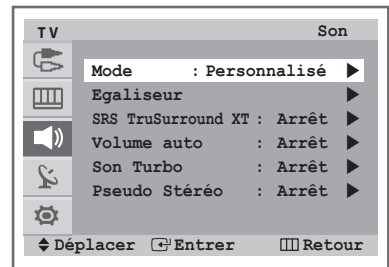 TV Son
Mode : Personnalisé
Egaliseur
SRS TruSurround XT : Arrêt
Volume auto : Arrêt
Son Turbo : Arrêt
Pseudo Stéréo : Arrêt
Déplacer Entrer Retour